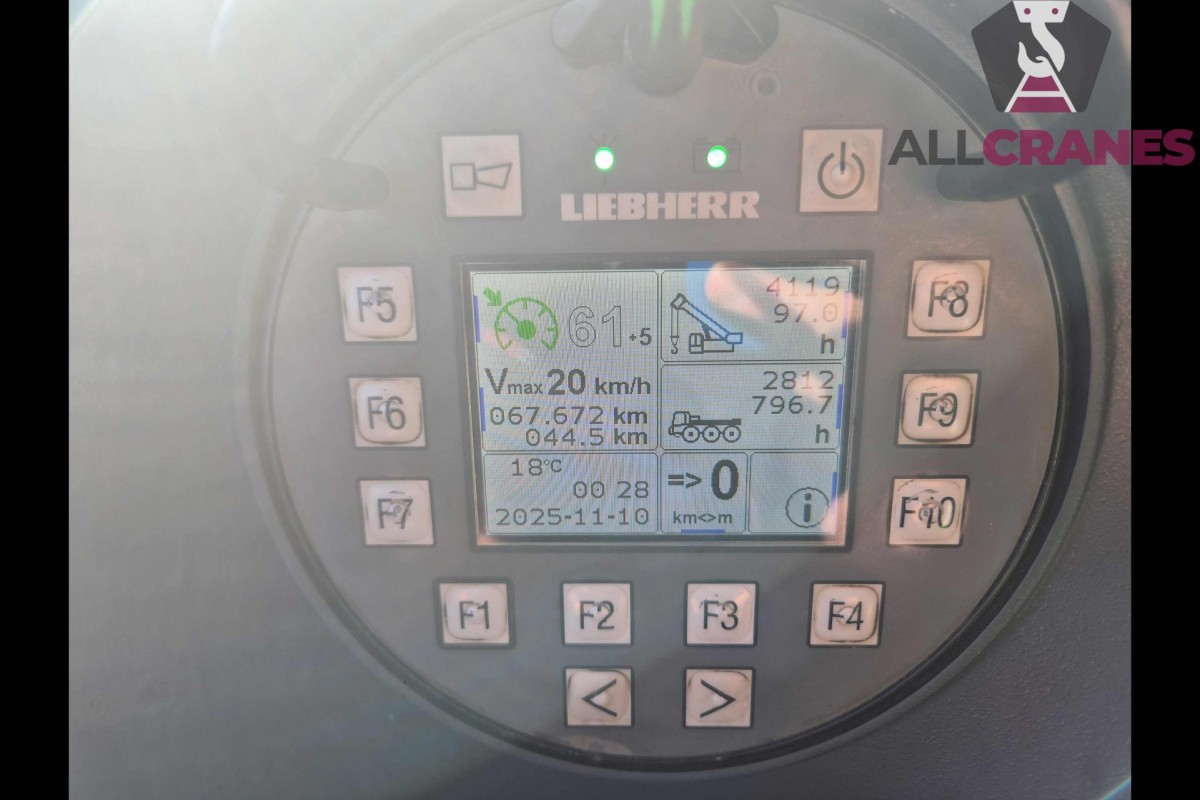 ALLCRANES
LIEBHERR
F5
F6
F7
61 +5
Vmax 20 km/h
067.672 km
044.5 km
18°C
00 28
2025-11-10
4119
97.0
h
2812
796.7
h
=> 0
km<>m
i
F8
F9
F10
F1
F2
F3
F4
<
>